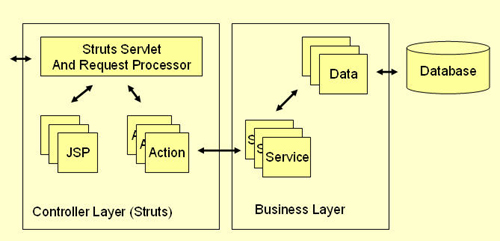 Struts Servlet
And Request Processor
JSP
A
A
Action
Controller Layer (Struts)
Data
S
S
Service
Business Layer
Database